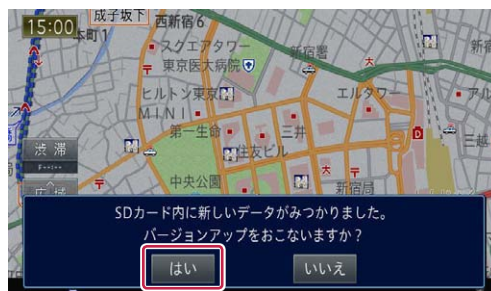 15:00
成子坂下
西新宿6
本町1
スクエアタワー
東京医大病院
新宿署
ヒルトン東京
MINI
エルタワー
第一生命
三井
住友ビル
三越
渋滞
中央公園
新宿局
広域
SDカード内に新しいデータがみつかりました。
バージョンアップをおこないますか？
はい
いいえ